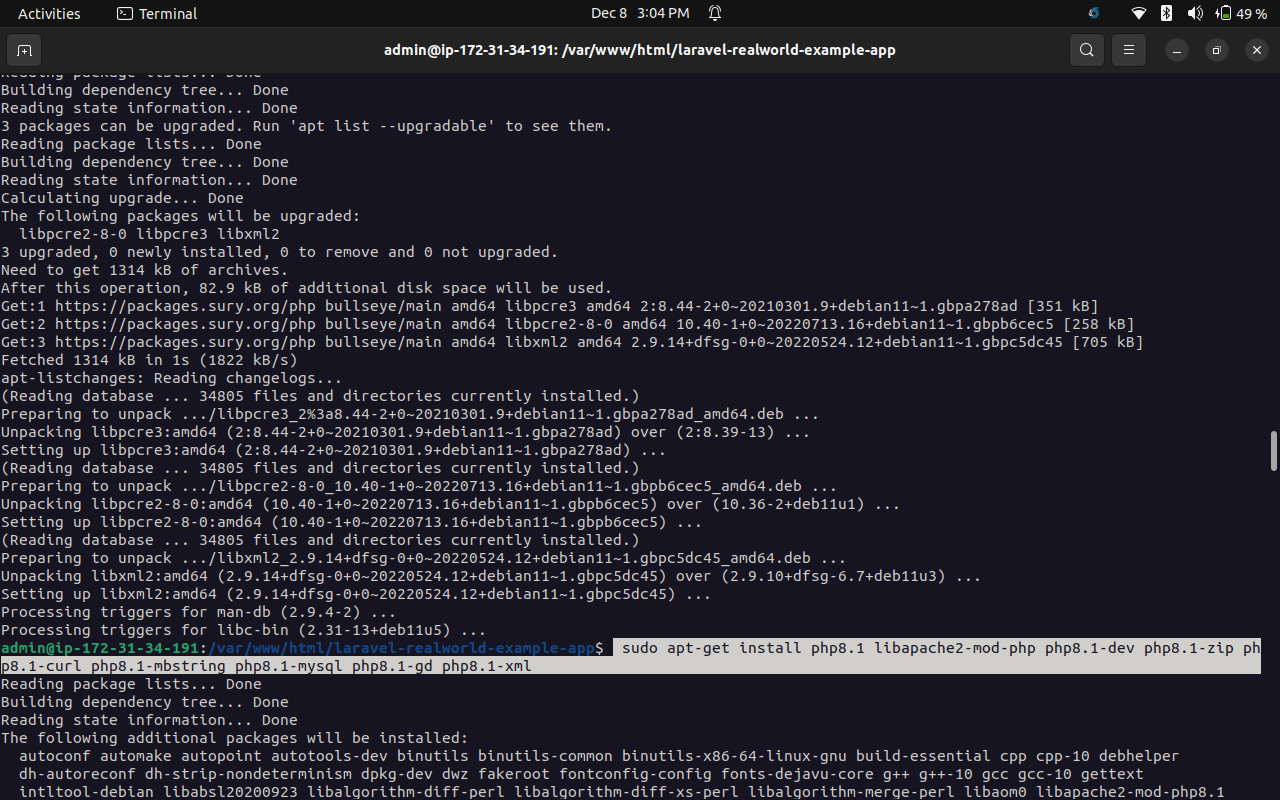 Activities Terminal Dec 8 3:04 PM 49 %
admin@ip-172-31-34-191: /var/www/html/laravel-realworld-example-app
Reading package lists... Done
Building dependency tree... Done
Reading state information... Done
3 packages can be upgraded. Run 'apt list --upgradable' to see them.
Reading package lists... Done
Building dependency tree... Done
Reading state information... Done
Calculating upgrade... Done
The following packages will be upgraded:
  libpcre2-8-0 libpcre3 libxml2
3 upgraded, 0 newly installed, 0 to remove and 0 not upgraded.
Need to get 1314 kB of archives.
After this operation, 82.9 kB of additional disk space will be used.
Get:1 https://packages.sury.org/php bullseye/main amd64 libpcre3 amd64 2:8.44-2+0~20210301.9+debian11~1.gbpa278ad [351 kB]
Get:2 https://packages.sury.org/php bullseye/main amd64 libpcre2-8-0 amd64 10.40-1+0~20220713.16+debian11~1.gbpb6cec5 [258 kB]
Get:3 https://packages.sury.org/php bullseye/main amd64 libxml2 amd64 2.9.14+dfsg-0+0~20220524.12+debian11~1.gbpc5dc45 [705 kB]
Fetched 1314 kB in 1s (1822 kB/s)
apt-listchanges: Reading changelogs...
(Reading database ... 34805 files and directories currently installed.)
Preparing to unpack .../libpcre3_2%3a8.44-2+0~20210301.9+debian11~1.gbpa278ad_amd64.deb ...
Unpacking libpcre3:amd64 (2:8.44-2+0~20210301.9+debian11~1.gbpa278ad) over (2:8.39-13) ...
Setting up libpcre3:amd64 (2:8.44-2+0~20210301.9+debian11~1.gbpa278ad) ...
(Reading database ... 34805 files and directories currently installed.)
Preparing to unpack .../libpcre2-8-0_10.40-1+0~20220713.16+debian11~1.gbpb6cec5_amd64.deb ...
Unpacking libpcre2-8-0:amd64 (10.40-1+0~20220713.16+debian11~1.gbpb6cec5) over (10.36-2+deb11u1) ...
Setting up libpcre2-8-0:amd64 (10.40-1+0~20220713.16+debian11~1.gbpb6cec5) ...
(Reading database ... 34805 files and directories currently installed.)
Preparing to unpack .../libxml2_2.9.14+dfsg-0+0~20220524.12+debian11~1.gbpc5dc45_amd64.deb ...
Unpacking libxml2:amd64 (2.9.14+dfsg-0+0~20220524.12+debian11~1.gbpc5dc45) over (2.9.10+dfsg-6.7+deb11u3) ...
Setting up libxml2:amd64 (2.9.14+dfsg-0+0~20220524.12+debian11~1.gbpc5dc45) ...
Processing triggers for man-db (2.9.4-2) ...
Processing triggers for libc-bin (2.31-13+deb11u5) ...
admin@ip-172-31-34-191:/var/www/html/laravel-realworld-example-app$  sudo apt-get install php8.1 libapache2-mod-php php8.1-dev php8.1-zip ph
p8.1-curl php8.1-mbstring php8.1-mysql php8.1-gd php8.1-xml
Reading package lists... Done
Building dependency tree... Done
Reading state information... Done
The following additional packages will be installed:
  autoconf automake autopoint autotools-dev binutils binutils-common binutils-x86-64-linux-gnu build-essential cpp cpp-10 debhelper
  dh-autoreconf dh-strip-nondeterminism dpkg-dev dwz fakeroot fontconfig-config fonts-dejavu-core g++ g++-10 gcc gcc-10 gettext
  intltool-debian libabsl20200923 libalgorithm-diff-perl libalgorithm-diff-xs-perl libalgorithm-merge-perl libaom0 libapache2-mod-php8.1